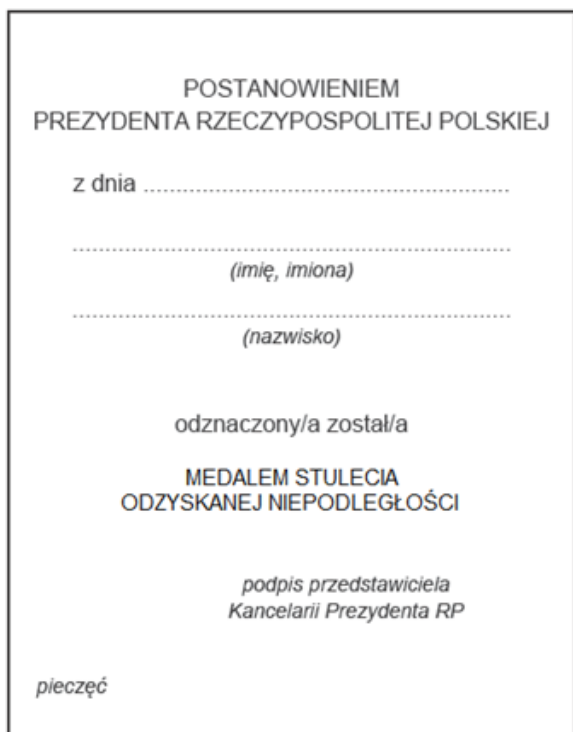 POSTANOWIENIEM
PREZYDENTA RZECZYPOSPOLITEJ POLSKIEJ
z dnia ........................................................
....................................................................
(imię, imiona)
....................................................................
(nazwisko)
odznaczony/a został/a
MEDALEM STULECIA
ODZYSKANEJ NIEPODLEGŁOŚCI
podpis przedstawiciela
Kancelarii Prezydenta RP
pieczęć